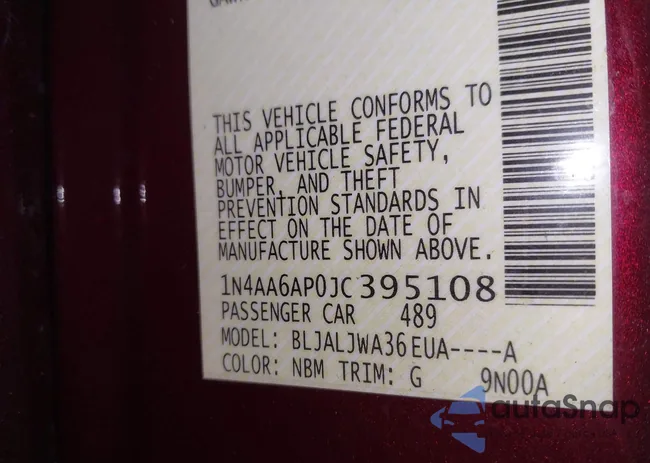 THIS VEHICLE CONFORMS TO
ALL APPLICABLE FEDERAL
MOTOR VEHICLE SAFETY,
BUMPER, AND THEFT
PREVENTION STANDARDS IN
EFFECT ON THE DATE OF
MANUFACTURE SHOWN ABOVE.
1N4AA6AP0JC395108
PASSENGER CAR 489
MODEL: BLJALJWA36EUA----A
COLOR: NBM TRIM: G 9N00A
autoSnap